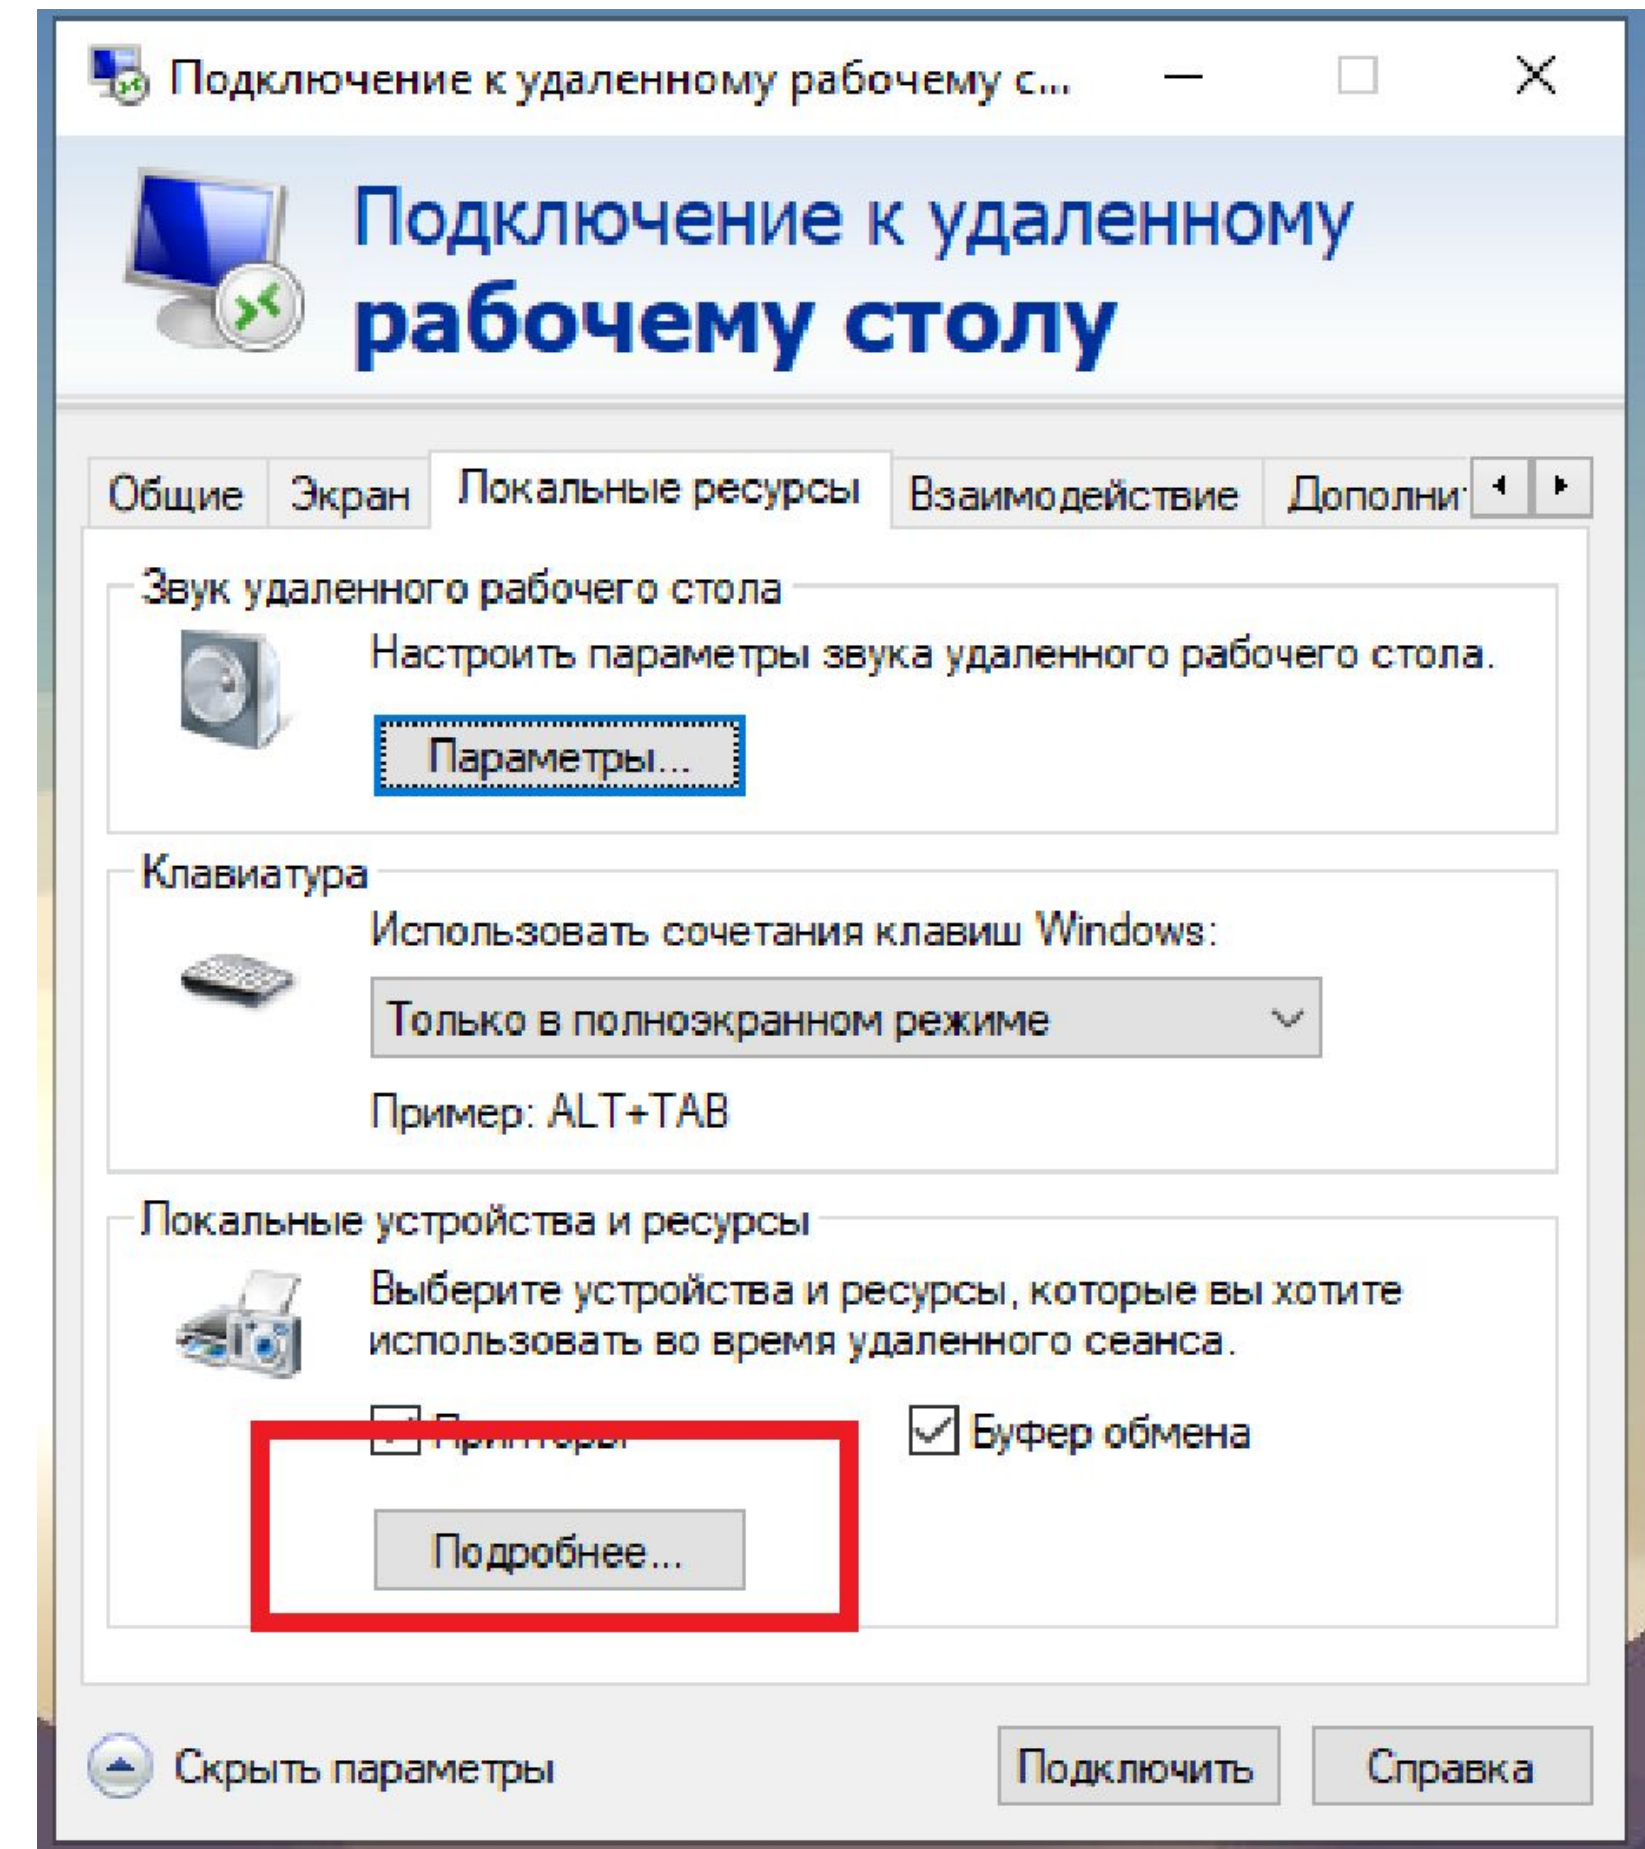 Подключение к удаленному рабочему с...
Подключение к удаленному
рабочему столу
Общие
Экран
Локальные ресурсы
Взаимодействие
Дополни
Звук удаленного рабочего стола
Настроить параметры звука удаленного рабочего стола.
Параметры...
Клавиатура
Использовать сочетания клавиш Windows:
Только в полноэкранном режиме
Пример: ALT+TAB
Локальные устройства и ресурсы
Выберите устройства и ресурсы, которые вы хотите
использовать во время удаленного сеанса.
Принтеры
Буфер обмена
Подробнее...
Скрыть параметры
Подключить
Справка